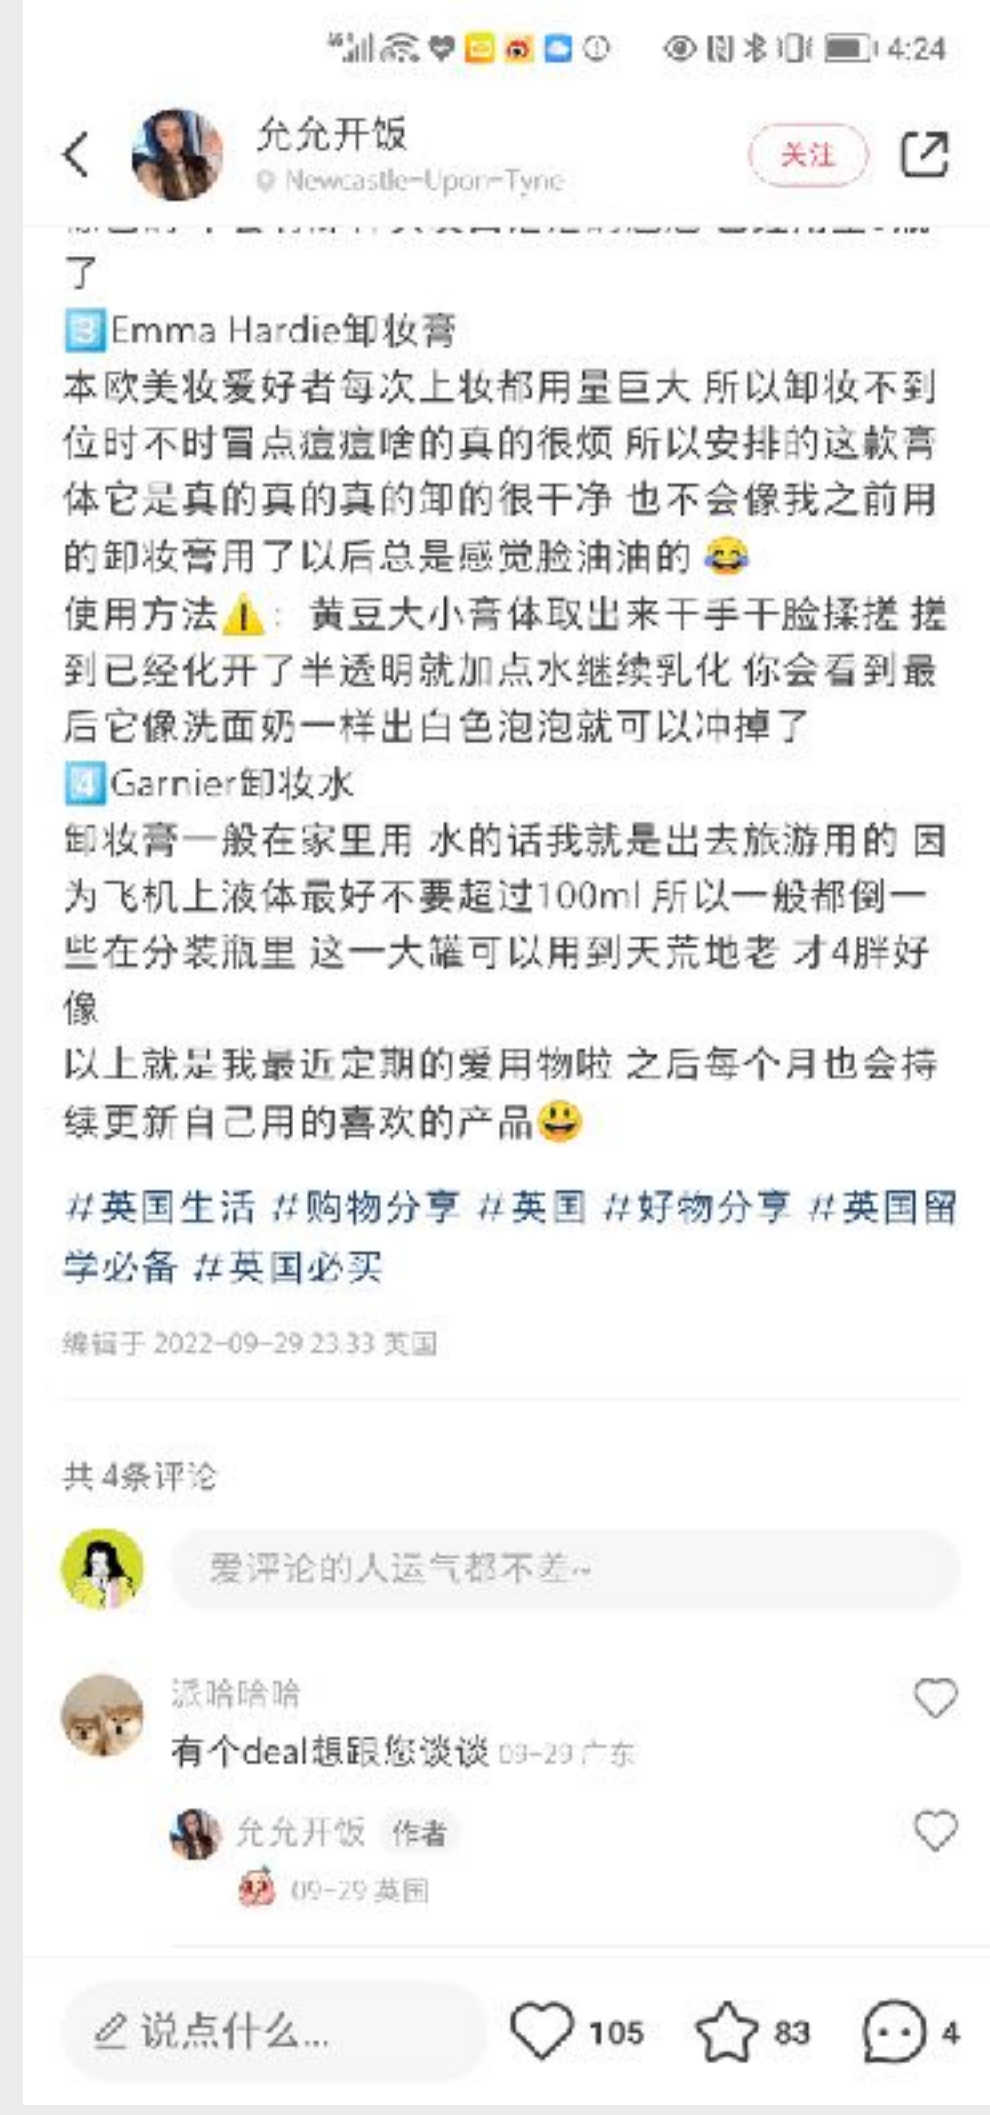 4:24
允允开饭
关注
Newcastle-Upon-Tyne
了
3 Emma Hardie卸妆膏
本欧美妆爱好者每次上妆都用量巨大 所以卸妆不到
位时不时冒点痘痘啥的真的很烦 所以安排的这款膏
体它是真的真的真的卸的很干净 也不会像我之前用
的卸妆膏用了以后总是感觉脸油油的 😂
使用方法⚠️：黄豆大小膏体取出来干手干脸揉搓 搓
到已经化开了半透明就加点水继续乳化 你会看到最
后它像洗面奶一样出白色泡泡就可以冲掉了
4 Garnier卸妆水
卸妆膏一般在家里用 水的话我就是出去旅游用的 因
为飞机上液体最好不要超过100ml 所以一般都倒一
些在分装瓶里 这一大罐可以用到天荒地老 才4胖好
像
以上就是我最近定期的爱用物啦 之后每个月也会持
续更新自己用的喜欢的产品😃
#英国生活 #购物分享 #英国 #好物分享 #英国留
学必备 #英国必买
编辑于 2022-09-29 23:33 英国
共 4条评论
爱评论的人运气都不差~
派哈哈哈
有个deal想跟您谈谈 09-29 广东
允允开饭 作者
09-29 英国
说点什么...
105
83
4